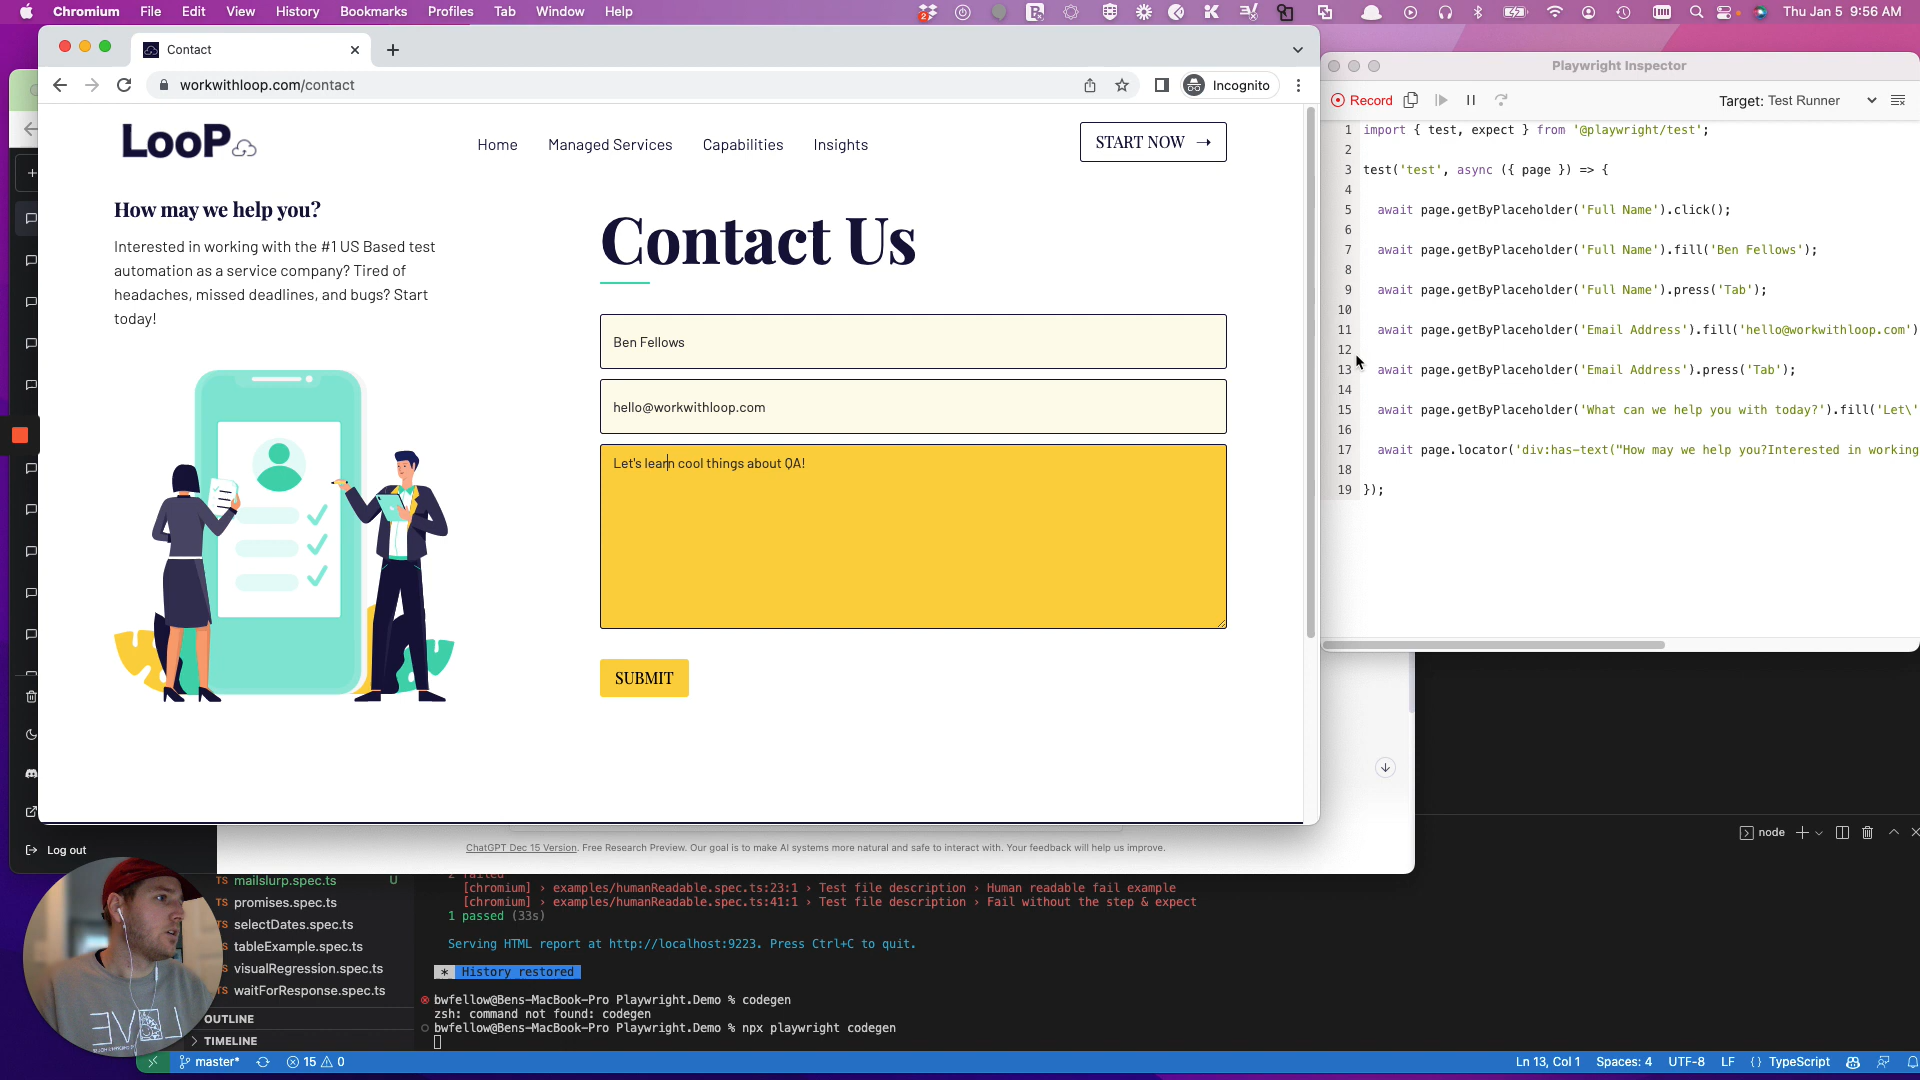 Chromium File Edit View History Bookmarks Profiles Tab Window Help
Thu Jan 5 9:56 AM
Contact
workwithloop.com/contact
Incognito
LooP
Home Managed Services Capabilities Insights
START NOW →
How may we help you?
Interested in working with the #1 US Based test
automation as a service company? Tired of
headaches, missed deadlines, and bugs? Start
today!
Contact Us
Ben Fellows
hello@workwithloop.com
Let's learn cool things about QA!
SUBMIT
Playwright Inspector
Record
Target: Test Runner
1 import { test, expect } from '@playwright/test';
2
3 test('test', async ({ page }) => {
4
5 await page.getByPlaceholder('Full Name').click();
6
7 await page.getByPlaceholder('Full Name').fill('Ben Fellows');
8
9 await page.getByPlaceholder('Full Name').press('Tab');
10
11 await page.getByPlaceholder('Email Address').fill('hello@workwithloop.com')
12
13 await page.getByPlaceholder('Email Address').press('Tab');
14
15 await page.getByPlaceholder('What can we help you with today?').fill('Let\'
16
17 await page.locator('div:has-text("How may we help you?Interested in working
18
19 });
Log out
ChatGPT Dec 15 Version. Free Research Preview. Our goal is to make AI systems more natural and safe to interact with. Your feedback will help us improve.
node
TS mailslurp.spec.ts U
TS promises.spec.ts
TS selectDates.spec.ts
TS tableExample.spec.ts
TS visualRegression.spec.ts
TS waitForResponse.spec.ts
OUTLINE
TIMELINE
2 failed
[chromium] › examples/humanReadable.spec.ts:23:1 › Test file description › Human readable fail example
[chromium] › examples/humanReadable.spec.ts:41:1 › Test file description › Fail without the step & expect
1 passed (33s)
Serving HTML report at http://localhost:9223. Press Ctrl+C to quit.
* History restored
bwfellow@Bens-MacBook-Pro Playwright.Demo % codegen
zsh: command not found: codegen
bwfellow@Bens-MacBook-Pro Playwright.Demo % npx playwright codegen
master* 15 0
Ln 13, Col 1 Spaces: 4 UTF-8 LF {} TypeScript